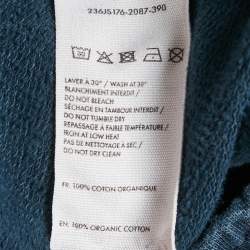 236JS176-2087-390
LAVER À 30° / WASH AT 30°
BLANCHIMENT INTERDIT /
DO NOT BLEACH
SÉCHAGE EN TAMBOUR INTERDIT /
DO NOT TUMBLE DRY
REPASSAGE À FAIBLE TEMPÉRATURE /
IRON AT LOW HEAT
PAS DE NETTOYAGE À SEC /
DO NOT DRY CLEAN
FR: 100% COTON ORGANIQUE
EN: 100% ORGANIC COTTON